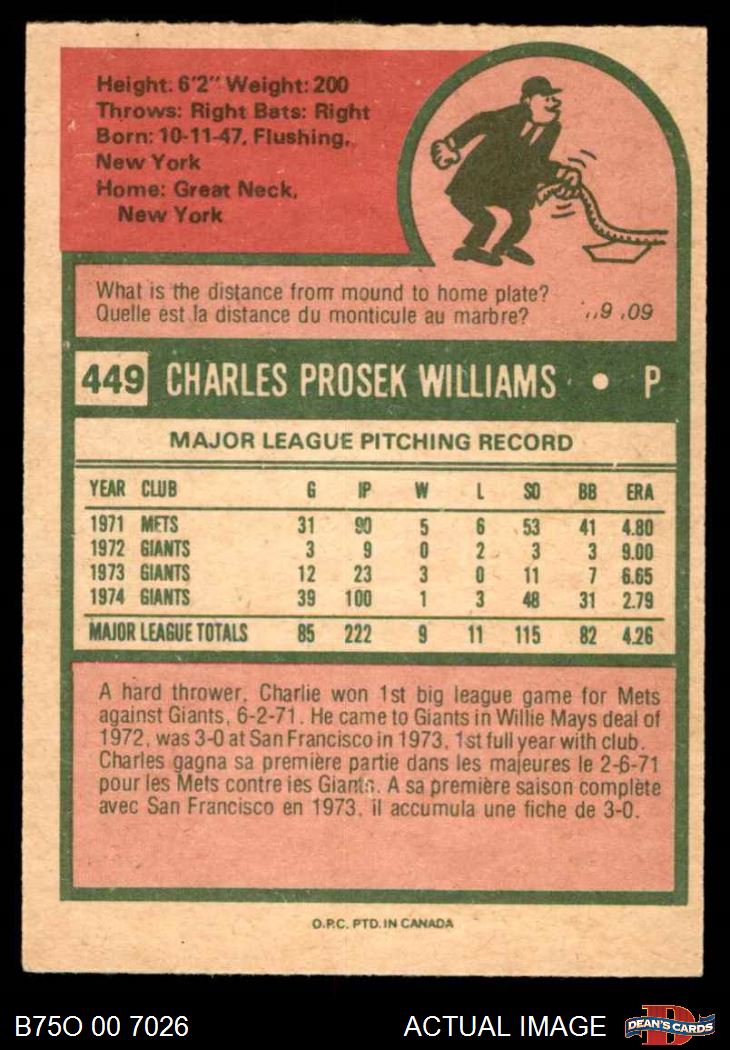 Height: 6'2" Weight: 200
Throws: Right Bats: Right
Born: 10-11-47, Flushing,
New York
Home: Great Neck,
New York
What is the distance from mound to home plate?
Quelle est la distance du monticule au marbre?
60' 6"
449 CHARLES PROSEK WILLIAMS • P
MAJOR LEAGUE PITCHING RECORD
YEAR CLUB G IP W L SO BB ERA
1971 METS 31 90 5 6 53 41 4.80
1972 GIANTS 3 9 0 2 3 3 9.00
1973 GIANTS 12 23 3 0 11 7 6.65
1974 GIANTS 39 100 1 3 48 31 2.79
MAJOR LEAGUE TOTALS 85 222 9 11 115 82 4.26
A hard thrower, Charlie won 1st big league game for Mets
against Giants, 6-2-71. He came to Giants in Willie Mays deal of
1972, was 3-0 at San Francisco in 1973, 1st full year with club.
Charles gagna sa première partie dans les majeures le 2-6-71
pour les Mets contre les Giants. A sa première saison complète
avec San Francisco en 1973, il accumula une fiche de 3-0.
O.P.C. PTD. IN CANADA
B75O 00 7026 ACTUAL IMAGE
D
DEAN'S CARDS